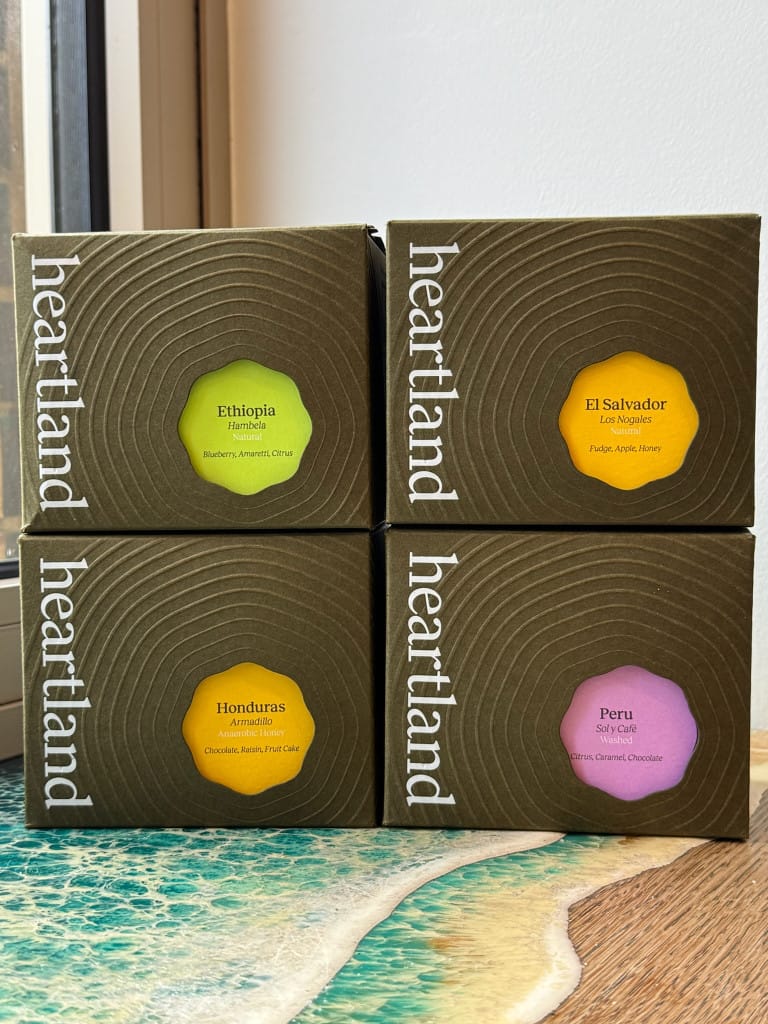 heartland
Ethiopia
Hambela
Natural
Blueberry, Amaretti, Citrus
heartland
El Salvador
Los Nogales
Natural
Fudge, Apple, Honey
heartland
Honduras
Armadillo
Anaerobic Honey
Chocolate, Raisin, Fruit Cake
heartland
Peru
Sol y Café
Washed
Citrus, Caramel, Chocolate